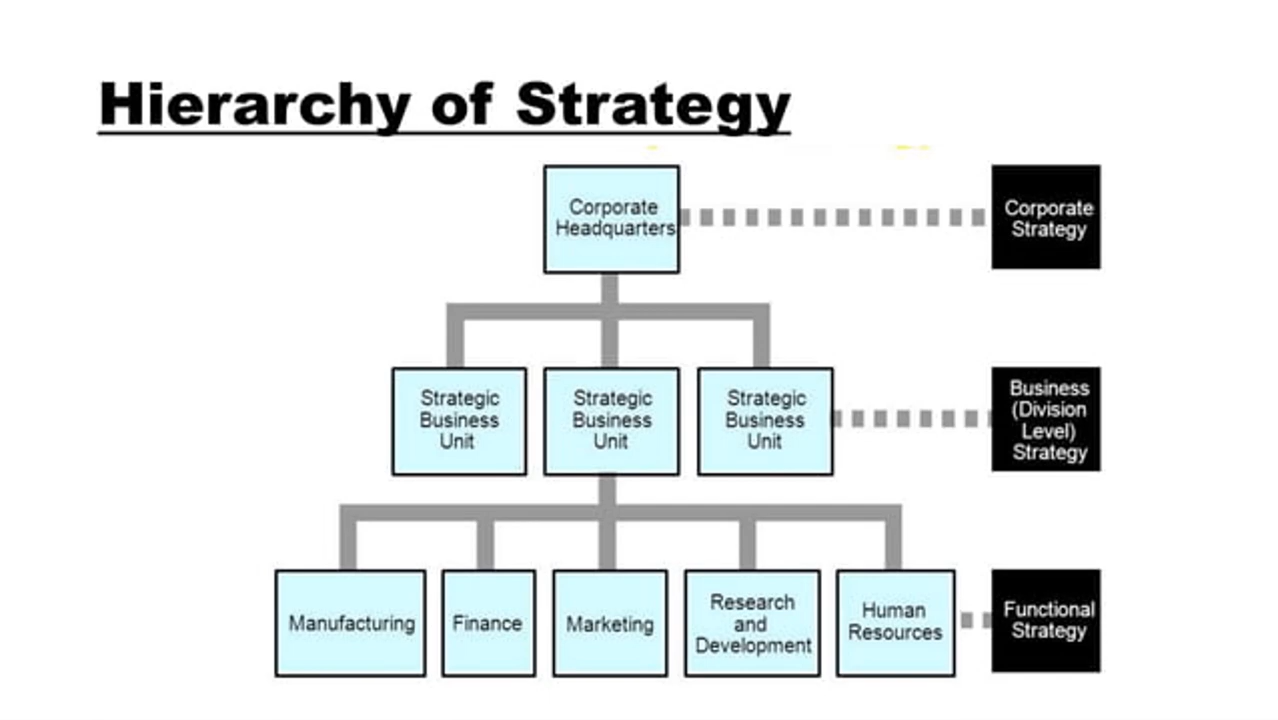 Hierarchy of Strategy
Corporate
Headquarters
Corporate
Strategy
Strategic
Business
Unit
Strategic
Business
Unit
Strategic
Business
Unit
Business
(Division
Level)
Strategy
Manufacturing
Finance
Marketing
Research
and
Development
Human
Resources
Functional
Strategy